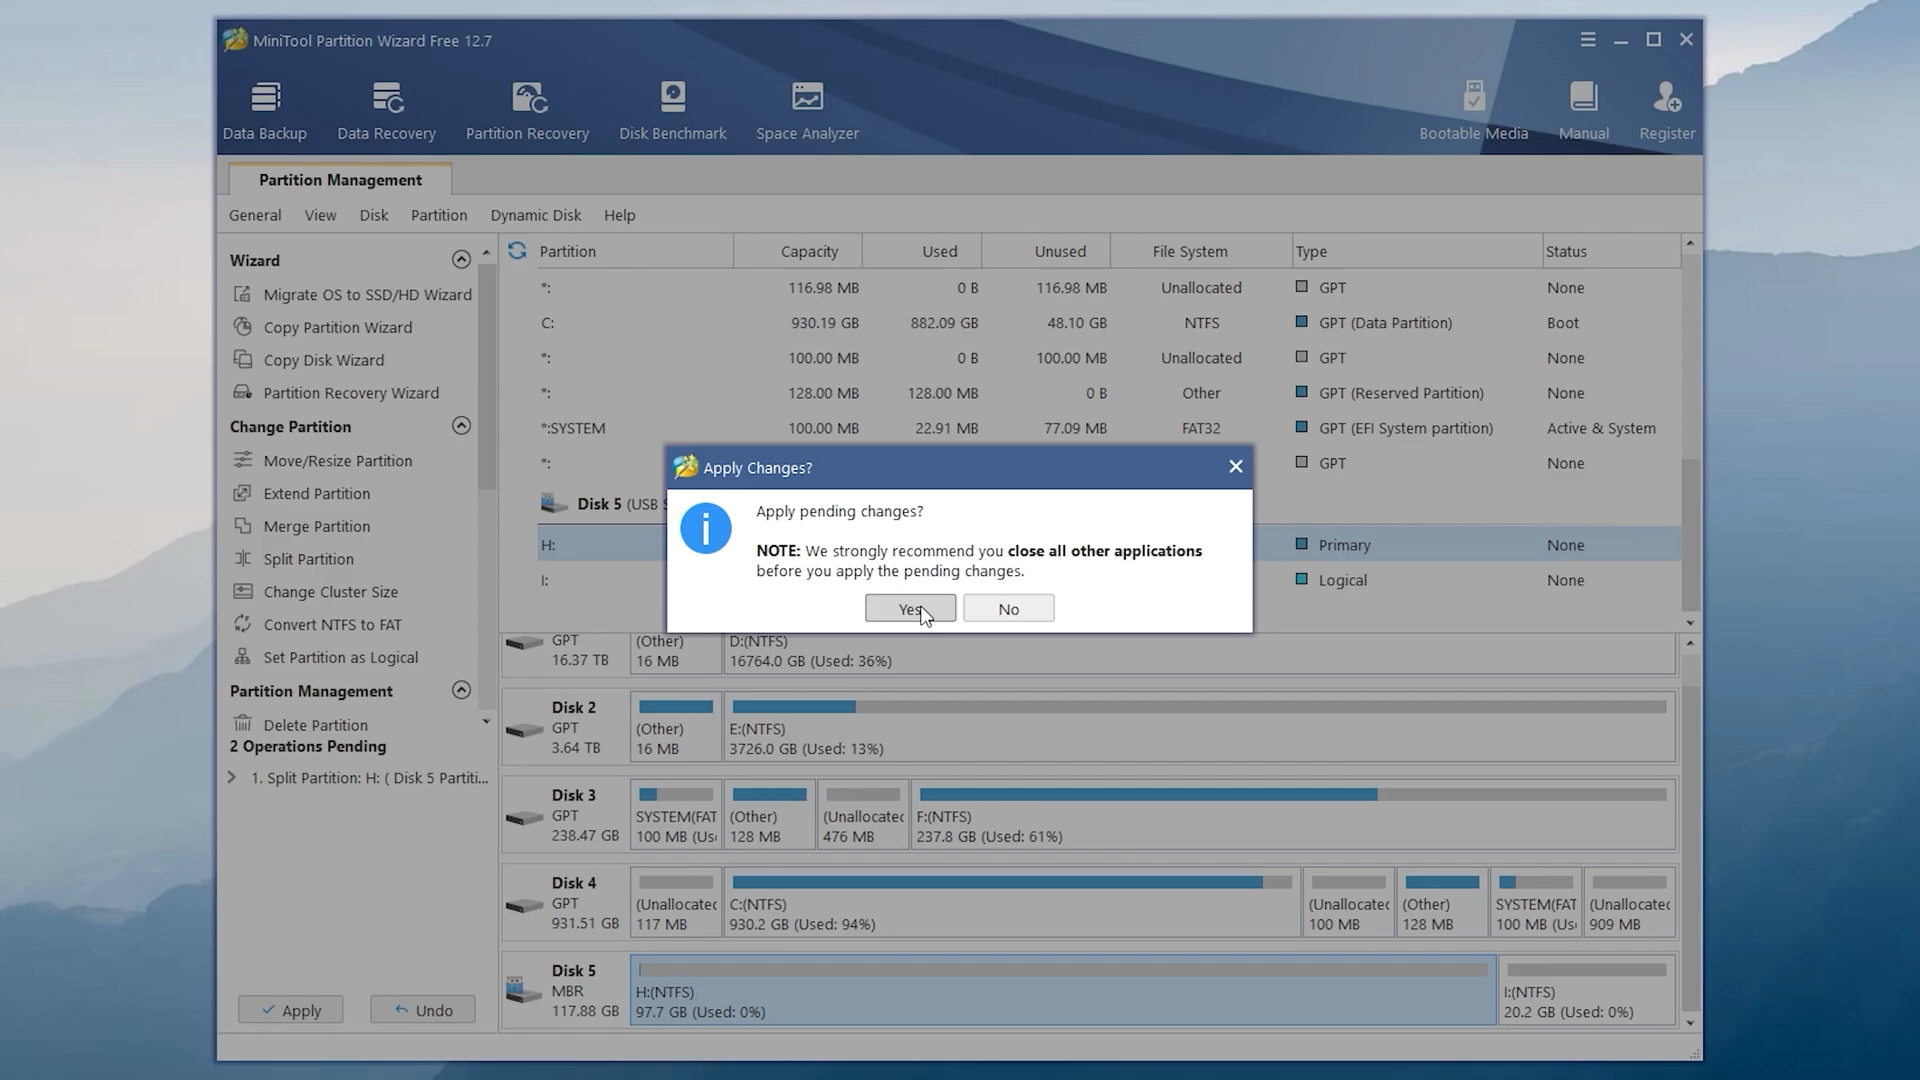 MiniTool Partition Wizard Free 12.7
Data Backup
Data Recovery
Partition Recovery
Disk Benchmark
Space Analyzer
Bootable Media
Manual
Register
Partition Management
General View Disk Partition Dynamic Disk Help
Wizard
Migrate OS to SSD/HD Wizard
Copy Partition Wizard
Copy Disk Wizard
Partition Recovery Wizard
Change Partition
Move/Resize Partition
Extend Partition
Merge Partition
Split Partition
Change Cluster Size
Convert NTFS to FAT
Set Partition as Logical
Partition Management
Delete Partition
2 Operations Pending
1. Split Partition: H: ( Disk 5 Partiti...
Apply
Undo
Partition Capacity Used Unused File System Type Status
*: 116.98 MB 0 B 116.98 MB Unallocated GPT None
C: 930.19 GB 882.09 GB 48.10 GB NTFS GPT (Data Partition) Boot
*: 100.00 MB 0 B 100.00 MB Unallocated GPT None
*: 128.00 MB 128.00 MB 0 B Other GPT (Reserved Partition) None
*:SYSTEM 100.00 MB 22.91 MB 77.09 MB FAT32 GPT (EFI System partition) Active & System
*: GPT None
Disk 5 (USB
H: Primary None
I: Logical None
Apply Changes?
Apply pending changes?
NOTE: We strongly recommend you close all other applications
before you apply the pending changes.
Yes
No
GPT
16.37 TB
(Other)
16 MB
D:(NTFS)
16764.0 GB (Used: 36%)
Disk 2
GPT
3.64 TB
(Other)
16 MB
E:(NTFS)
3726.0 GB (Used: 13%)
Disk 3
GPT
238.47 GB
SYSTEM(FAT
100 MB (Us
(Other)
128 MB
(Unallocated
476 MB
F:(NTFS)
237.8 GB (Used: 61%)
Disk 4
GPT
931.51 GB
(Unallocated
117 MB
C:(NTFS)
930.2 GB (Used: 94%)
(Unallocated
100 MB
(Other)
128 MB
SYSTEM(FAT
100 MB (Us
(Unallocated
909 MB
Disk 5
MBR
117.88 GB
H:(NTFS)
97.7 GB (Used: 0%)
I:(NTFS)
20.2 GB (Used: 0%)